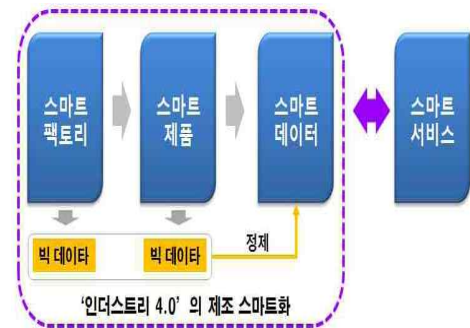 스마트
팩토리
스마트
제품
스마트
데이터
스마트
서비스
빅 데이타
빅 데이타
정제
‘인더스트리 4.0’ 의 제조 스마트화